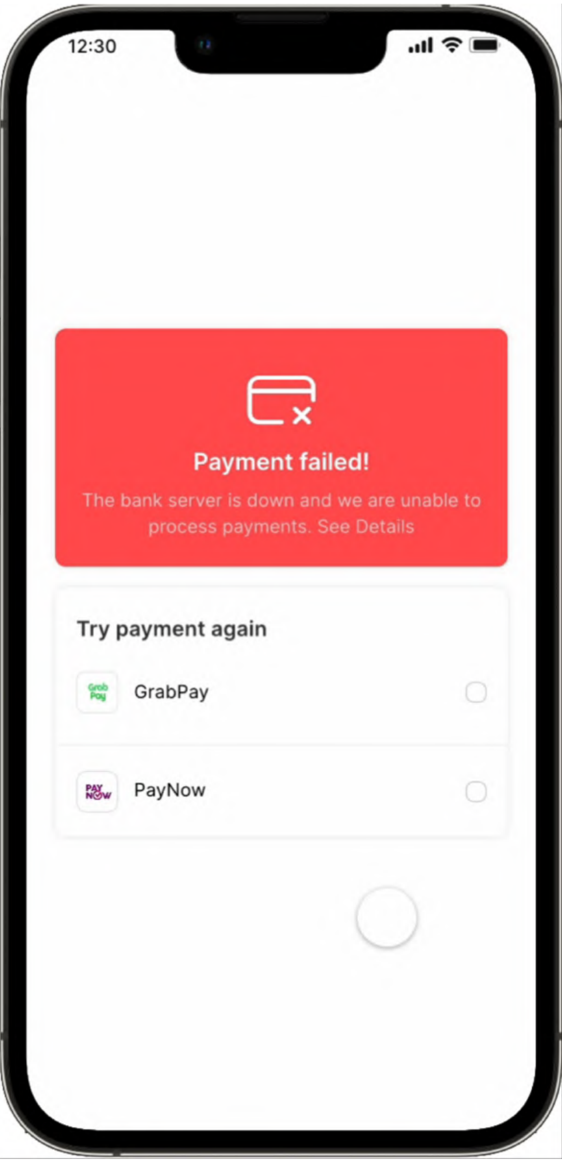 12:30
Payment failed!
The bank server is down and we are unable to
process payments. See Details
Try payment again
Grab
Pay
GrabPay
PAY
NOW
PayNow